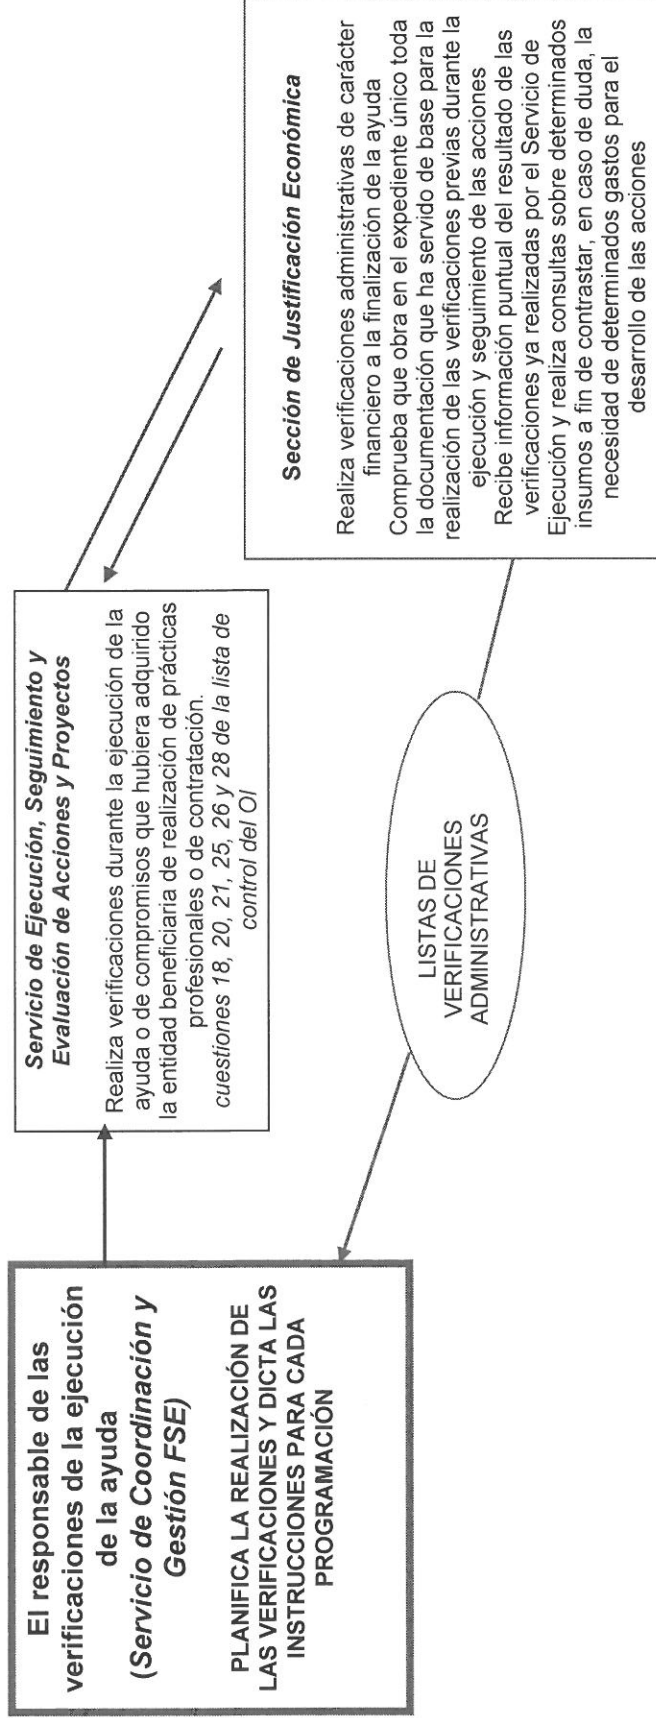 El responsable de las
verificaciones de la ejecución
de la ayuda
(Servicio de Coordinación y
Gestión FSE)
PLANIFICA LA REALIZACIÓN DE
LAS VERIFICACIONES Y DICTA LAS
INSTRUCCIONES PARA CADA
PROGRAMACIÓN
Servicio de Ejecución, Seguimiento y
Evaluación de Acciones y Proyectos
Realiza verificaciones durante la ejecución de la
ayuda o de compromisos que hubiera adquirido
la entidad beneficiaria de realización de prácticas
profesionales o de contratación.
cuestiones 18, 20, 21, 25, 26 y 28 de la lista de
control del OI
LISTAS DE
VERIFICACIONES
ADMINISTRATIVAS
Sección de Justificación Económica
Realiza verificaciones administrativas de carácter
financiero a la finalización de la ayuda
Comprueba que obra en el expediente único toda
la documentación que ha servido de base para la
realización de las verificaciones previas durante la
ejecución y seguimiento de las acciones
Recibe información puntual del resultado de las
verificaciones ya realizadas por el Servicio de
Ejecución y realiza consultas sobre determinados
insumos a fin de contrastar, en caso de duda, la
necesidad de determinados gastos para el
desarrollo de las acciones